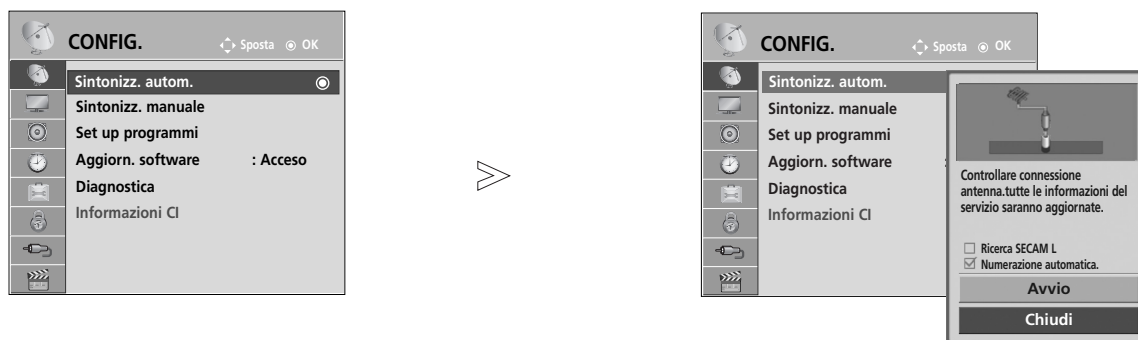 CONFIG.
Sposta OK
Sintonizz. autom.
Sintonizz. manuale
Set up programmi
Aggiorn. software : Acceso
Diagnostica
Informazioni CI
CONFIG.
Sposta OK
Sintonizz. autom.
Sintonizz. manuale
Set up programmi
Aggiorn. software :
Diagnostica
Informazioni CI
Controllare connessione
antenna.tutte le informazioni del
servizio saranno aggiornate.
Ricerca SECAM L
Numerazione automatica.
Avvio
Chiudi